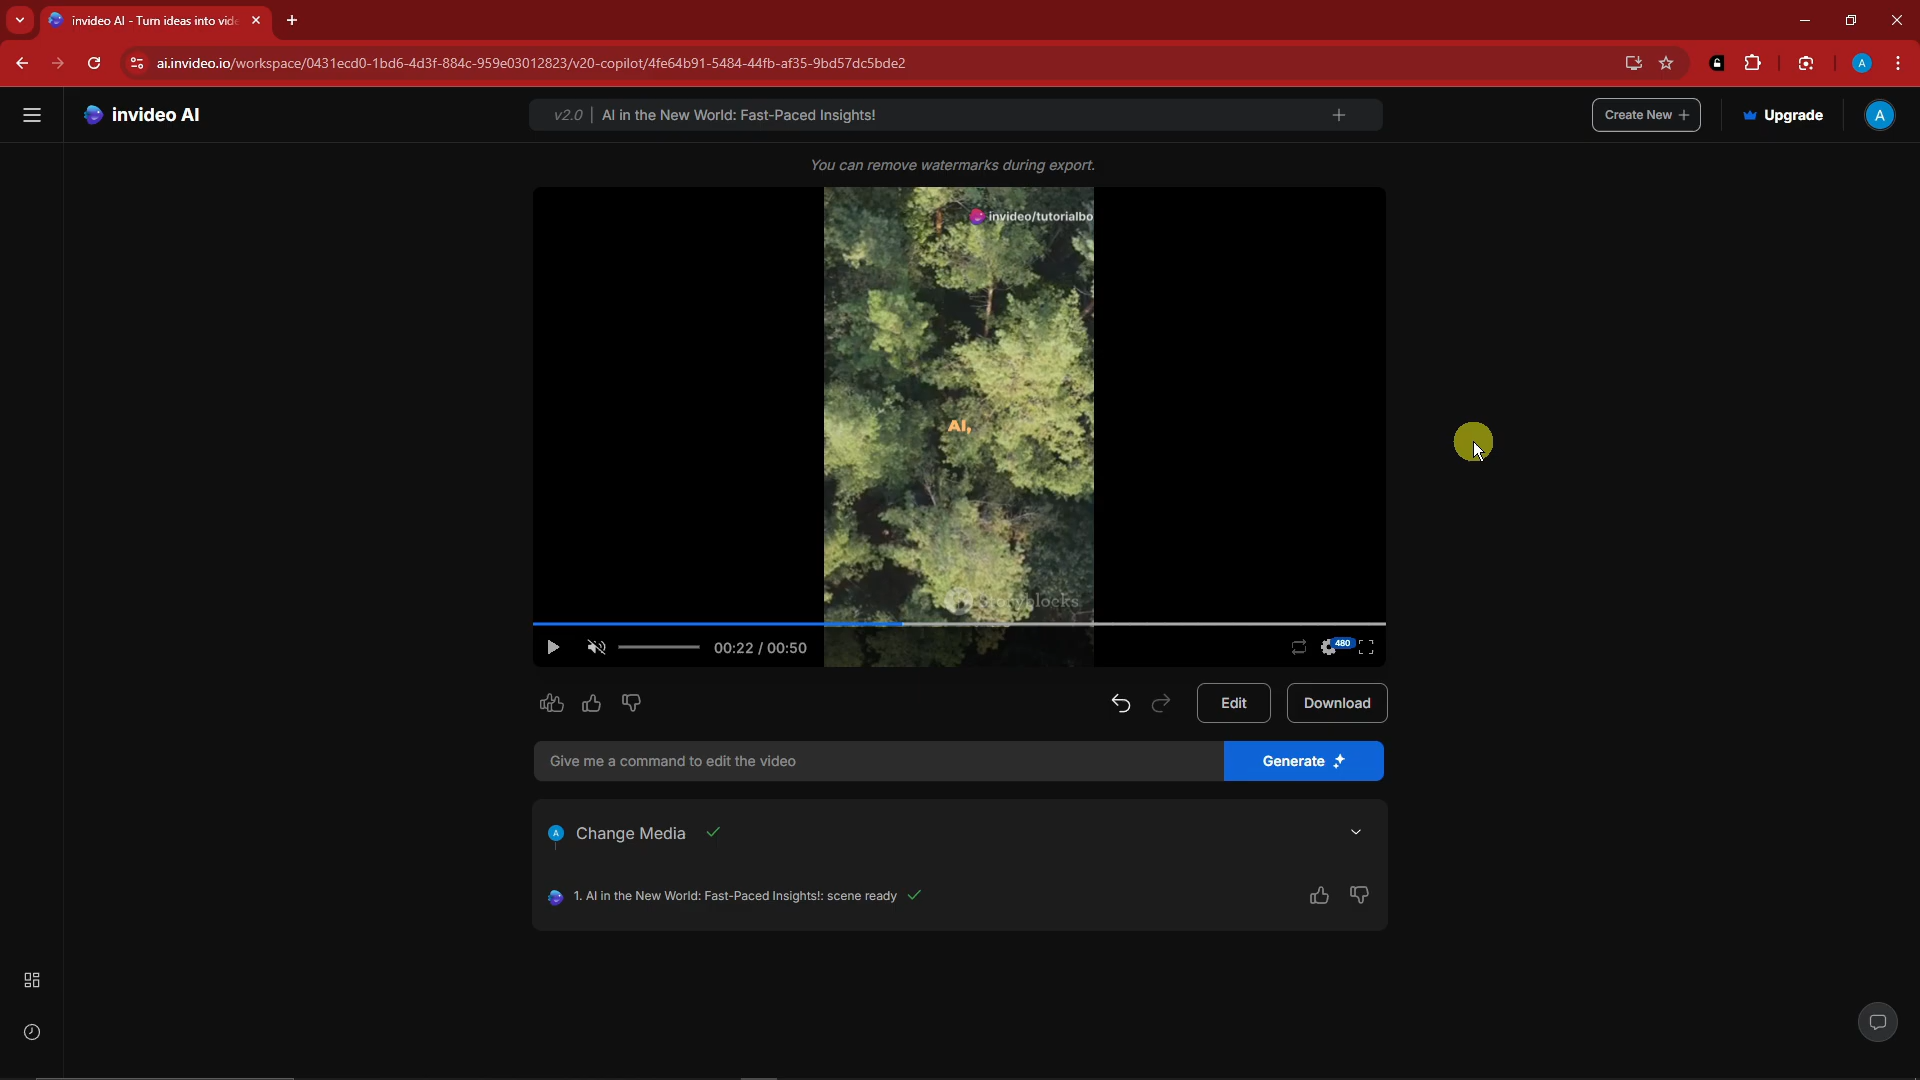 invideo AI - Turn ideas into vide
ai.invideo.io/workspace/0431ecd0-1bd6-4d3f-884c-959e03012823/v20-copilot/4fe64b91-5484-44fb-af35-9bd57dc5bde2
A
invideo AI
v2.0 | AI in the New World: Fast-Paced Insights!
Create New +
Upgrade
A
You can remove watermarks during export.
invideo/tutorialbo
AI,
Storyblocks
00:22 / 00:50
480
Edit
Download
Give me a command to edit the video
Generate
A
Change Media
1. AI in the New World: Fast-Paced Insights!: scene ready